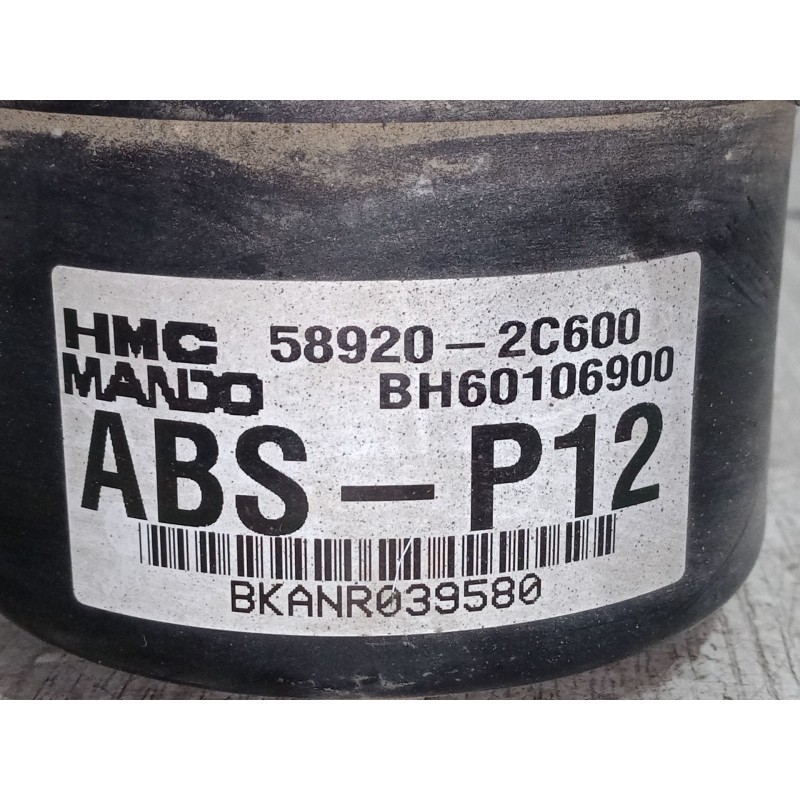 HMC 58920-2C600
MANDO BH60106900
ABS-P12
BKANR039580